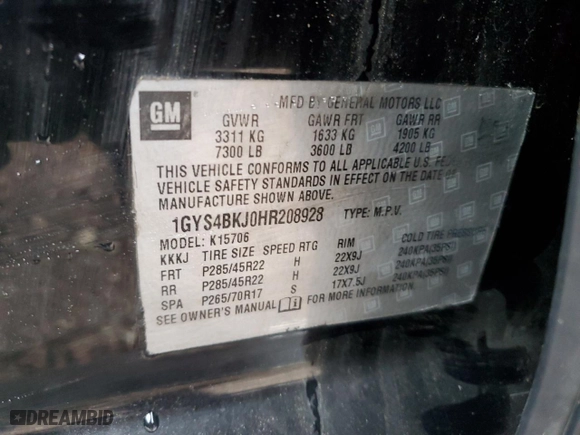 GM
MFD BY GENERAL MOTORS LLC
GVWR GAWR FRT GAWR RR
3311 KG 1633 KG 1905 KG
7300 LB 3600 LB 4200 LB
THIS VEHICLE CONFORMS TO ALL APPLICABLE U.S. FE
VEHICLE SAFETY STANDARDS IN EFFECT ON THE DATE OF
MANUFACTURE SHOWN ABOVE.
1GYS4BKJ0HR208928 TYPE: M.P.V.
MODEL: K15706
KKKJ TIRE SIZE SPEED RTG RIM COLD TIRE
FRT P285/45R22 H 22X9J 240KPA(35PSI)
RR P285/45R22 H 22X9J 240KPA(35PSI)
SPA P265/70R17 S 17X7.5J 240KPA(35PSI)
SEE OWNER'S MANUAL FOR MORE INFORMATION.
DREAMBID